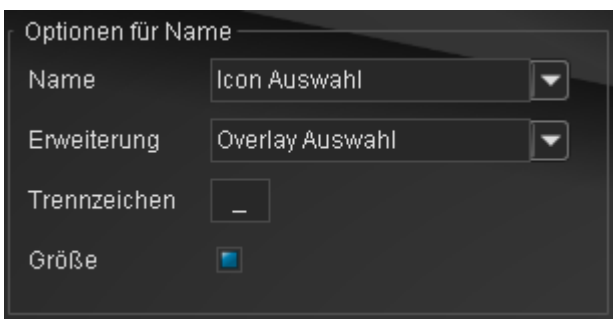 Optionen für Name
Name Icon Auswahl
Erweiterung Overlay Auswahl
Trennzeichen _
Größe